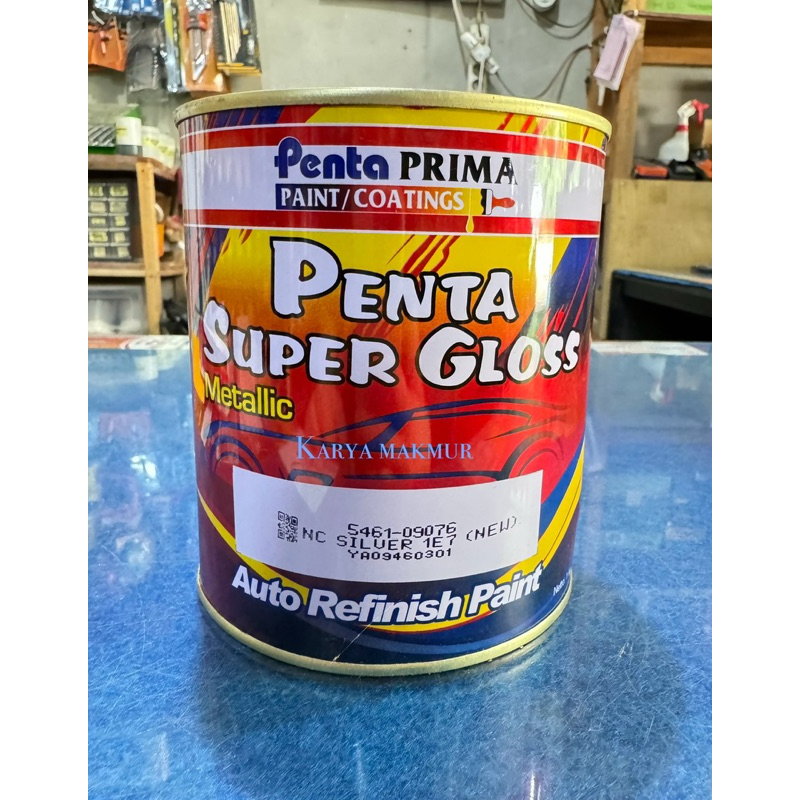 Penta PRIMA
PAINT/COATINGS
PENTA
SUPER GLOSS
Metallic
KARYA MAKMUR
5461-09076
NC SILVER 1E7 (NEW)
YA09460301
Auto Refinish Paint